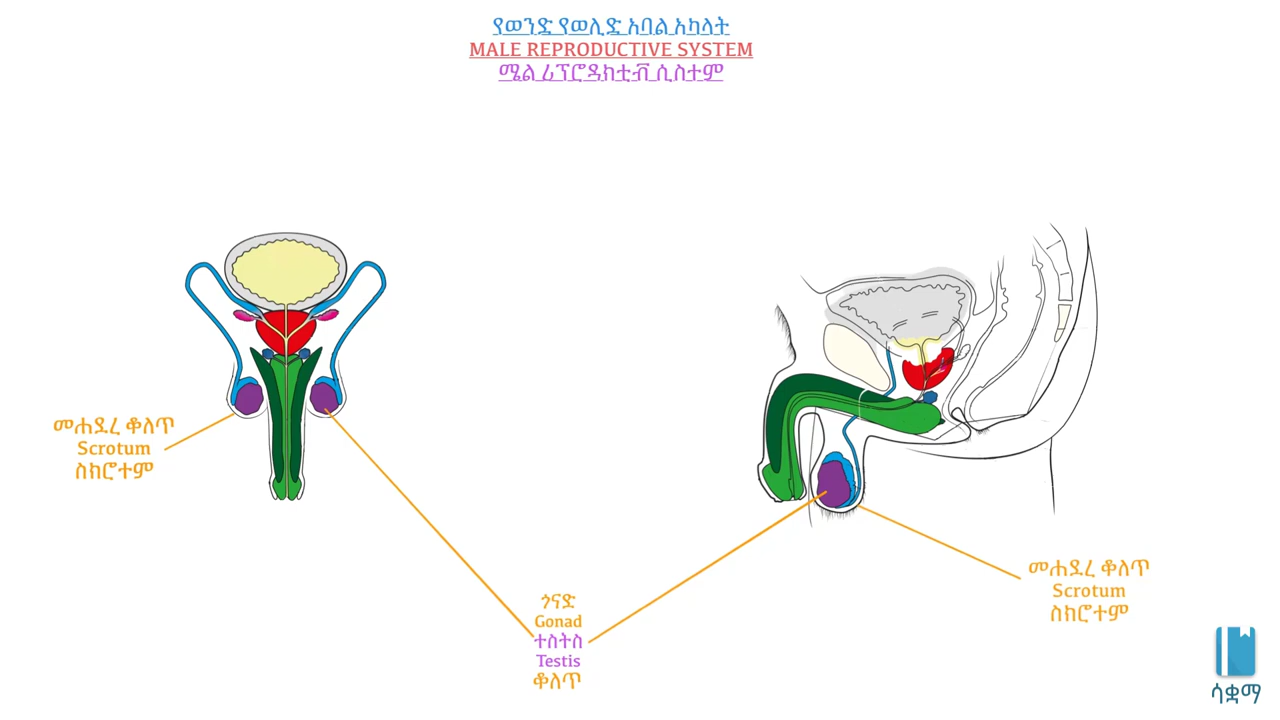 የወንድ የወሊድ አበል አካላት
MALE REPRODUCTIVE SYSTEM
ሜል ሪፕሮዳክቲቭ ሲስተም
መሐደረ ቆለጥ
Scrotum
ስክሮተም
ጎናድ
Gonad
ተስትስ
Testis
ቆለጥ
መሐደረ ቆለጥ
Scrotum
ስክሮተም
ሳቋማ